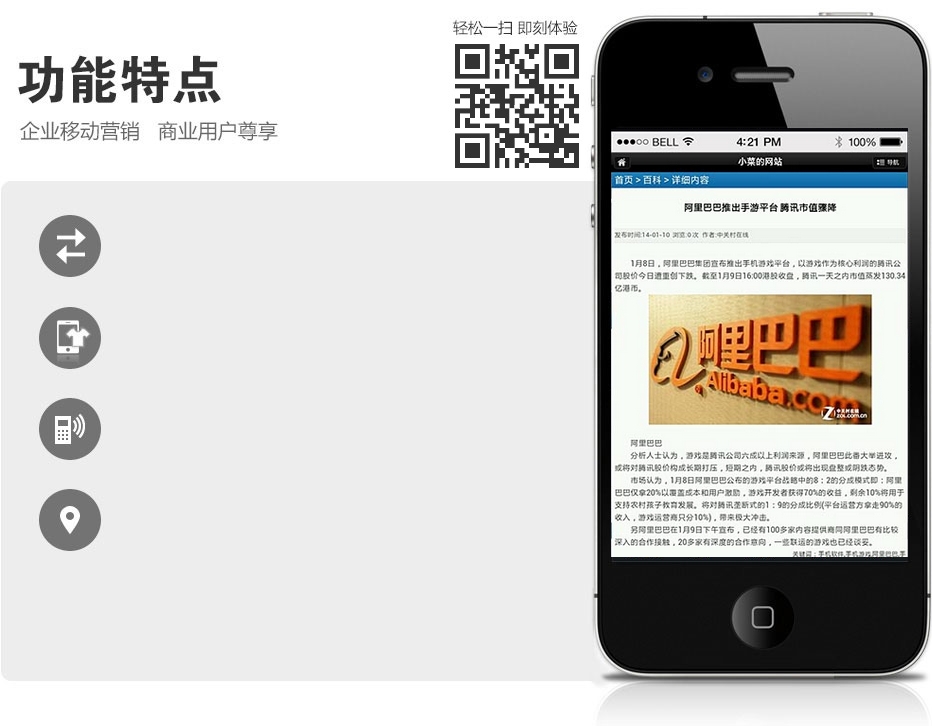 轻松一扫 即刻体验
功能特点
企业移动营销 商业用户尊享
BELL 4:21 PM 100%
小菜的网站
导航
首页 > 百科 > 详细内容
阿里巴巴推出手游平台 腾讯市值骤降
发布时间:14-01-10 浏览:0次 作者:中关村在线
1月8日，阿里巴巴集团宣布推出手机游戏平台，以游戏作为核心利润的腾讯公
司股价今日遭重创下跌。截至1月9日16:00港股收盘，腾讯一天之内市值蒸发130.34
亿港币。
阿里巴巴
Alibaba.com
中关村在线
zol.com.cn
阿里巴巴
分析人士认为，游戏是腾讯公司六成以上利润来源，阿里巴巴此番大举进攻，
或将对腾讯股价构成长期打压，短期之内，腾讯股价或将出现盘整或阴跌态势。
市场认为，1月8日阿里巴巴公布的游戏平台战略中的8：2的分成模式即：阿里
巴巴仅拿20%以覆盖成本和用户激励，游戏开发者获得70%的收益，剩余10%将用于
支持农村孩子教育发展。将对腾讯垄断式的1：9的分成比例(平台运营方拿走90%的
收入，游戏运营商只分10%)，带来极大冲击。
另阿里巴巴在1月9日下午宣布，已经有100多家内容提供商同阿里巴巴有比较
深入的合作接触，20多家有深度的合作意向，一些联运的游戏也已经谈妥。
关键词：手机软件,手机游戏,阿里巴巴,手